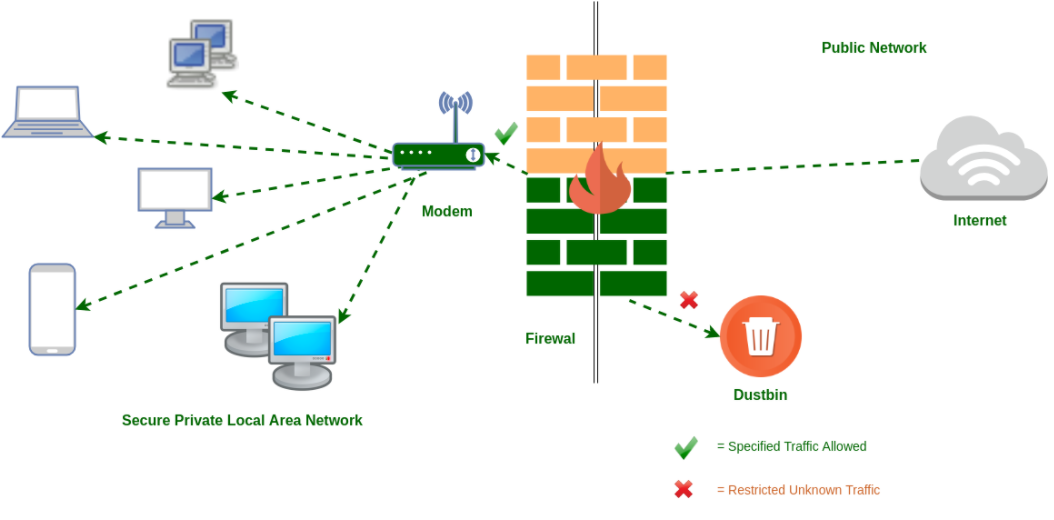 Public Network
Modem
Internet
Firewal
Dustbin
Secure Private Local Area Network
= Specified Traffic Allowed
= Restricted Unknown Traffic